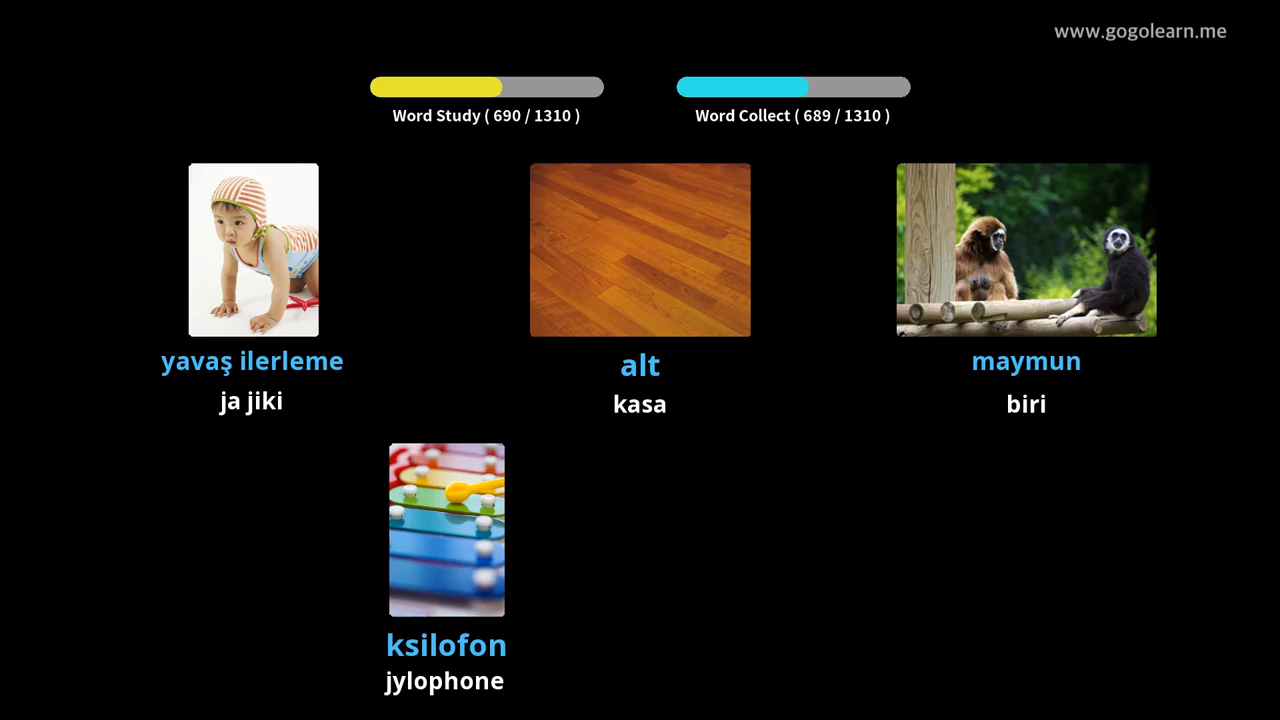 www.gogolearn.me
Word Study ( 690 / 1310 )
Word Collect ( 689 / 1310 )
yavaş ilerleme
ja jiki
alt
kasa
maymun
biri
ksilofon
jylophone